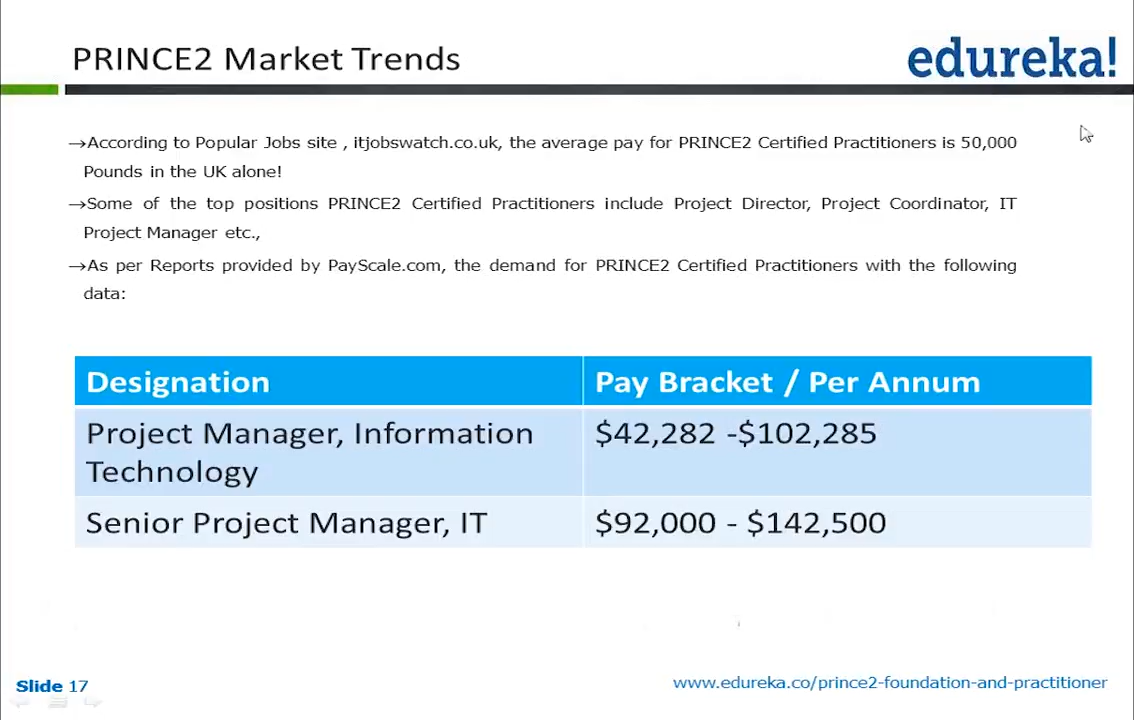 PRINCE2 Market Trends
edureka!
→According to Popular Jobs site , itjobswatch.co.uk, the average pay for PRINCE2 Certified Practitioners is 50,000
Pounds in the UK alone!
→Some of the top positions PRINCE2 Certified Practitioners include Project Director, Project Coordinator, IT
Project Manager etc.,
→As per Reports provided by PayScale.com, the demand for PRINCE2 Certified Practitioners with the following
data:
Designation
Pay Bracket / Per Annum
Project Manager, Information
Technology
$42,282 -$102,285
Senior Project Manager, IT
$92,000 - $142,500
Slide 17
www.edureka.co/prince2-foundation-and-practitioner